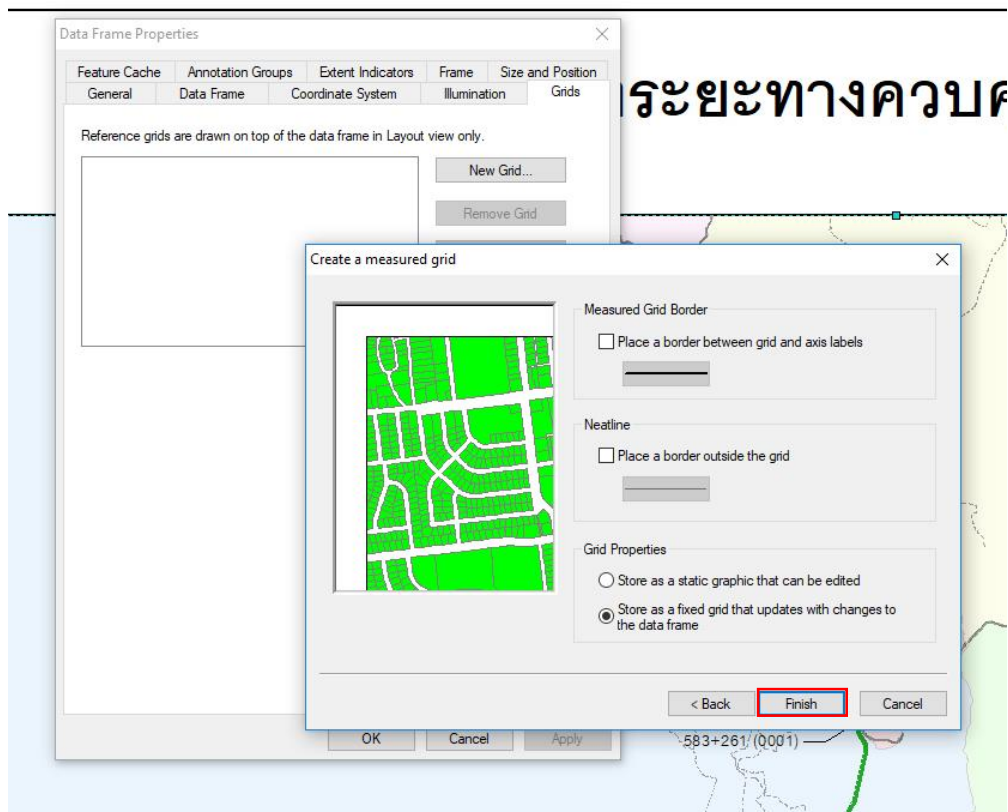 Data Frame Properties
Feature Cache Annotation Groups Extent Indicators Frame Size and Position
General Data Frame Coordinate System Illumination Grids
ระยะทางควบค
Reference grids are drawn on top of the data frame in Layout view only.
New Grid...
Remove Grid
Create a measured grid
Measured Grid Border
Place a border between grid and axis labels
Neatline
Place a border outside the grid
Grid Properties
Store as a static graphic that can be edited
Store as a fixed grid that updates with changes to
the data frame
< Back Finish Cancel
OK Cancel Apply
583+261 (0001)